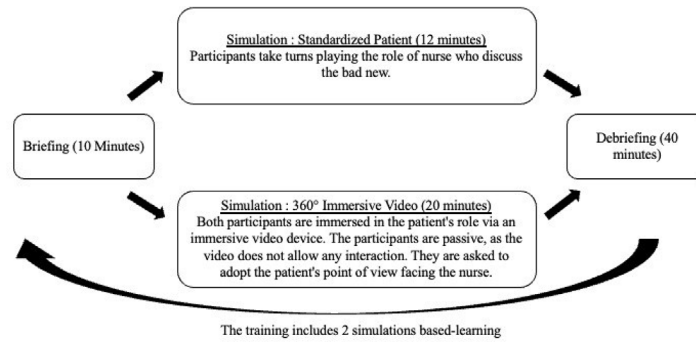 Simulation : Standardized Patient (12 minutes)
Participants take turns playing the role of nurse who discuss
the bad new.
Briefing (10 Minutes)
Debriefing (40
minutes)
Simulation : 360° Immersive Video (20 minutes)
Both participants are immersed in the patient's role via an
immersive video device. The participants are passive, as the
video does not allow any interaction. They are asked to
adopt the patient's point of view facing the nurse.
The training includes 2 simulations based-learning